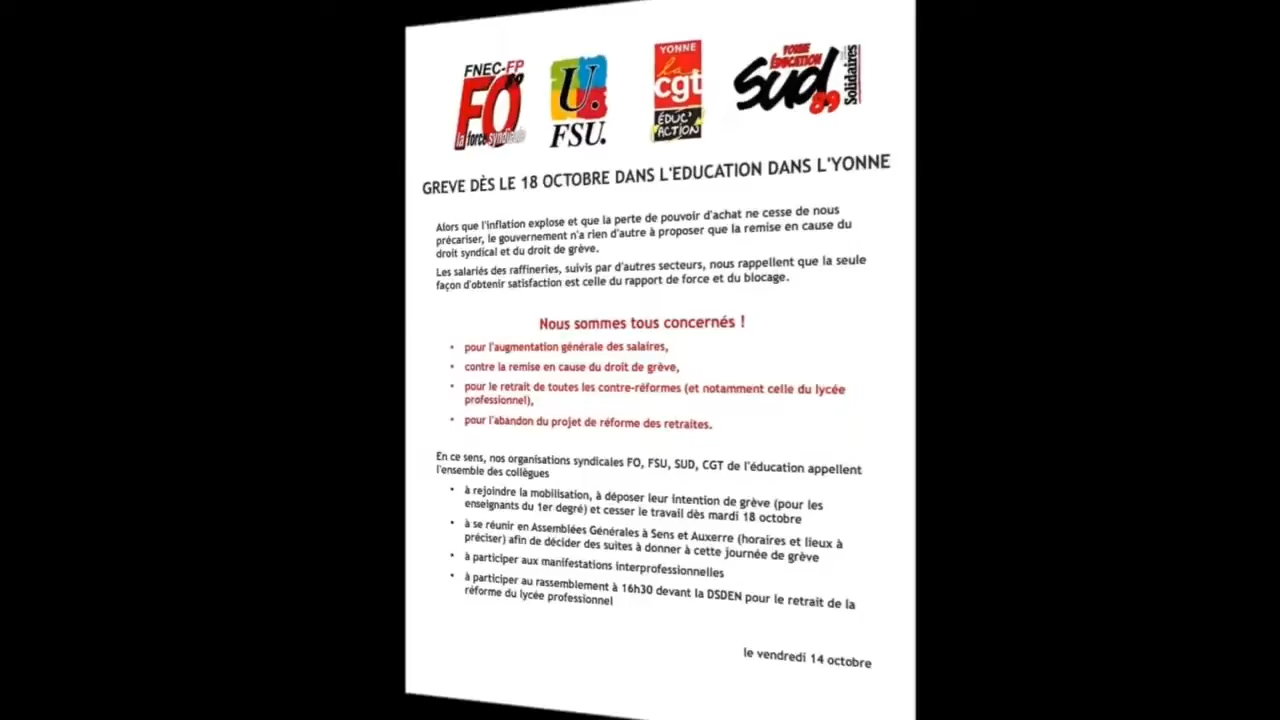 FNEC-FP
FO
89
la force syndicale
U.
FSU.
YONNE
la
cgt
ÉDUC'
ACTION
YONNE
ÉDUCATION
Sud
89
Solidaires
GREVE DÈS LE 18 OCTOBRE DANS L'EDUCATION DANS L'YONNE
Alors que l'inflation explose et que la perte de pouvoir d'achat ne cesse de nous
précariser, le gouvernement n'a rien d'autre à proposer que la remise en cause du
droit syndical et du droit de grève.
Les salariés des raffineries, suivis par d'autres secteurs, nous rappellent que la seule
façon d'obtenir satisfaction est celle du rapport de force et du blocage.
Nous sommes tous concernés !
• pour l'augmentation générale des salaires,
• contre la remise en cause du droit de grève,
• pour le retrait de toutes les contre-réformes (et notamment celle du lycée
professionnel),
• pour l'abandon du projet de réforme des retraites.
En ce sens, nos organisations syndicales FO, FSU, SUD, CGT de l'éducation appellent
l'ensemble des collègues
• à rejoindre la mobilisation, à déposer leur intention de grève (pour les
enseignants du 1er degré) et cesser le travail dès mardi 18 octobre
• à se réunir en Assemblées Générales à Sens et Auxerre (horaires et lieux à
préciser) afin de décider des suites à donner à cette journée de grève
• à participer aux manifestations interprofessionnelles
• à participer au rassemblement à 16h30 devant la DSDEN pour le retrait de la
réforme du lycée professionnel
le vendredi 14 octobre